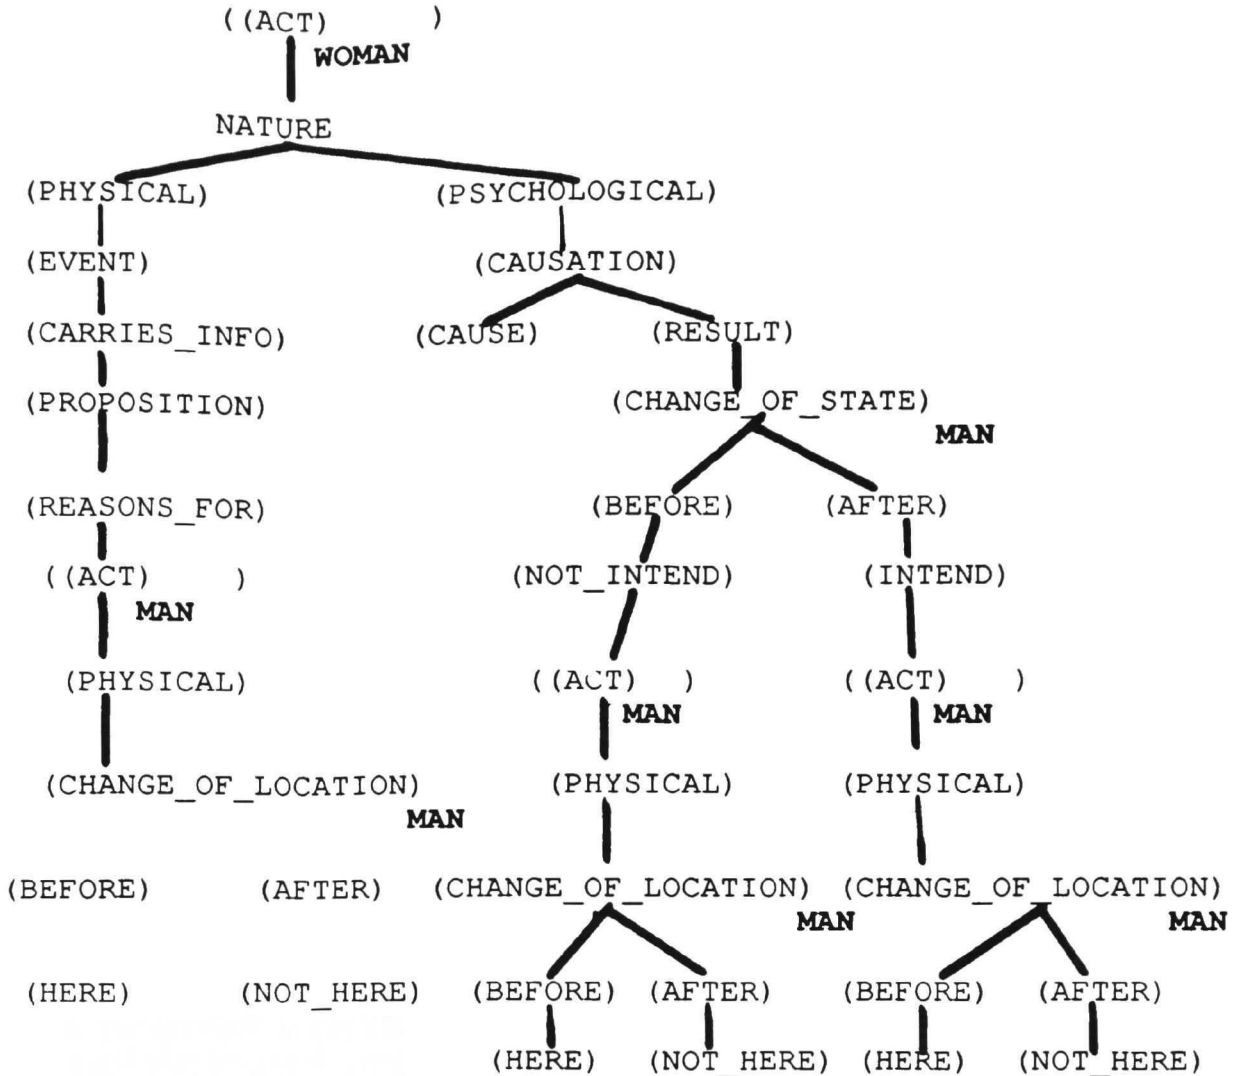 ((ACT) )
WOMAN
NATURE
(PHYSICAL) (PSYCHOLOGICAL)
(EVENT) (CAUSATION)
(CARRIES_INFO) (CAUSE) (RESULT)
(PROPOSITION) (CHANGE_OF_STATE)
MAN
(REASONS_FOR) (BEFORE) (AFTER)
((ACT) ) (NOT_INTEND) (INTEND)
MAN
(PHYSICAL) ((ACT) ) ((ACT) )
MAN MAN
(CHANGE_OF_LOCATION) (PHYSICAL) (PHYSICAL)
MAN
(BEFORE) (AFTER) (CHANGE_OF_LOCATION) (CHANGE_OF_LOCATION)
MAN MAN
(HERE) (NOT_HERE) (BEFORE) (AFTER) (BEFORE) (AFTER)
(HERE) (NOT_HERE) (HERE) (NOT_HERE)